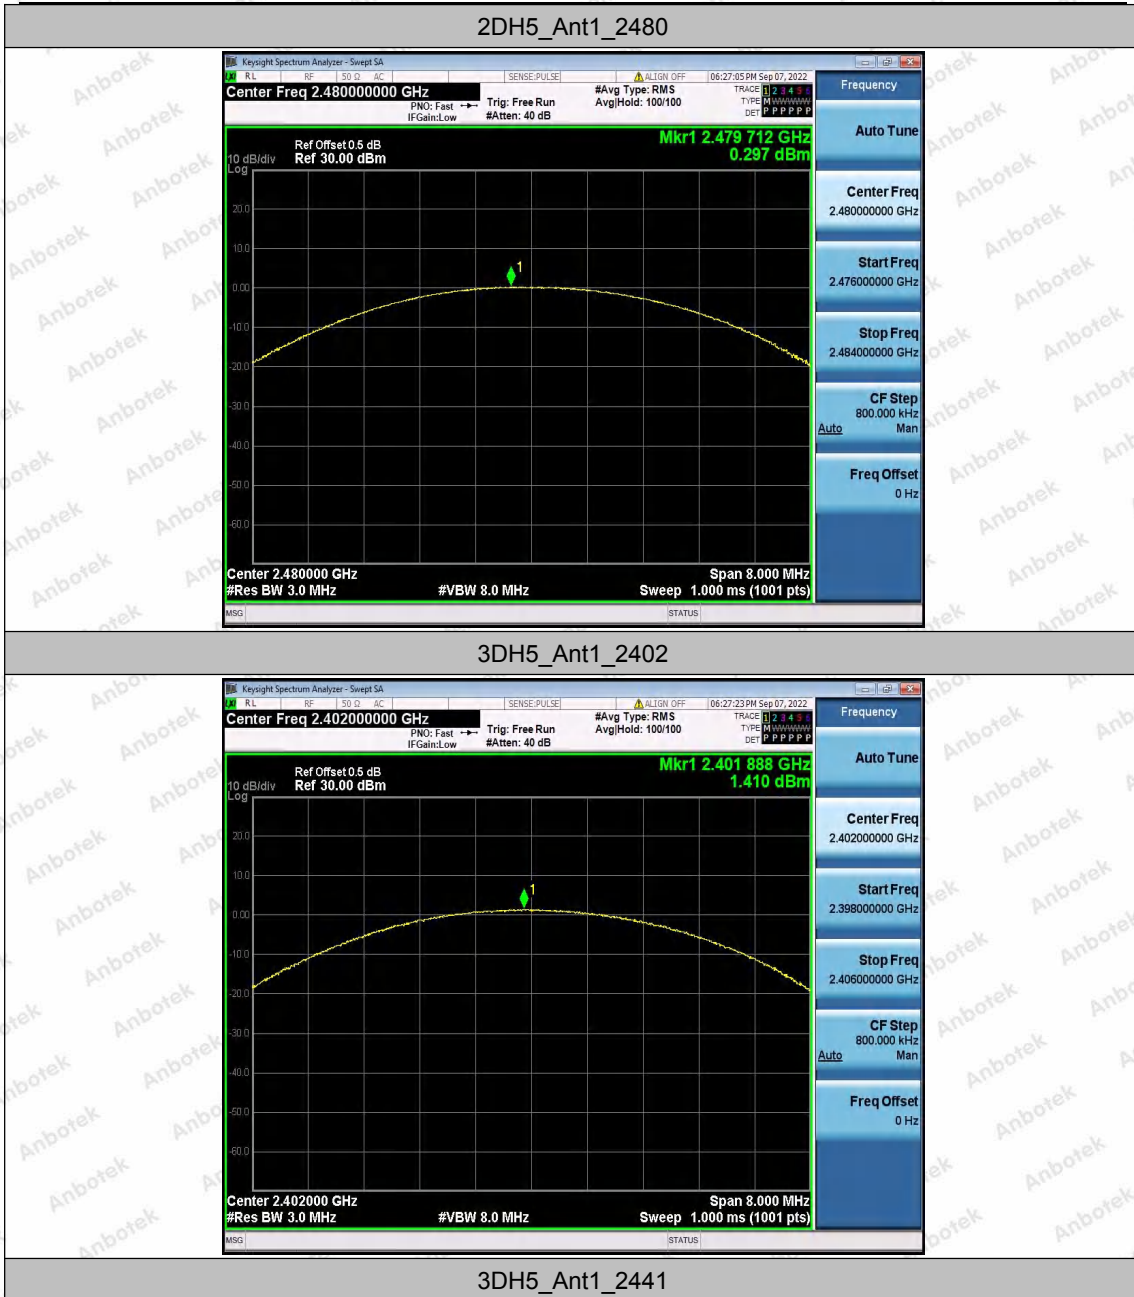 2DH5_Ant1_2480
Keysight Spectrum Analyzer - Swept SA
RL RF 50 Ω AC SENSE:PULSE ALIGN OFF 06:27:05 PM Sep 07, 2022
Center Freq 2.480000000 GHz
PNO: Fast
IFGain:Low
Trig: Free Run
#Atten: 40 dB
#Avg Type: RMS
Avg|Hold: 100/100
TRACE 1 2 3 4 5 6
TYPE M WWWWW
DET P P P P P P
Frequency
Mkr1 2.479 712 GHz
0.297 dBm
Ref Offset 0.5 dB
10 dB/div Ref 30.00 dBm
Log
20.0
10.0
0.00
-10.0
-20.0
-30.0
-40.0
-50.0
-60.0
1
Auto Tune
Center Freq
2.480000000 GHz
Start Freq
2.476000000 GHz
Stop Freq
2.484000000 GHz
CF Step
800.000 kHz
Auto Man
Freq Offset
0 Hz
Center 2.480000 GHz Span 8.000 MHz
#Res BW 3.0 MHz #VBW 8.0 MHz Sweep 1.000 ms (1001 pts)
MSG STATUS
3DH5_Ant1_2402
Keysight Spectrum Analyzer - Swept SA
RL RF 50 Ω AC SENSE:PULSE ALIGN OFF 06:27:23 PM Sep 07, 2022
Center Freq 2.402000000 GHz
PNO: Fast
IFGain:Low
Trig: Free Run
#Atten: 40 dB
#Avg Type: RMS
Avg|Hold: 100/100
TRACE 1 2 3 4 5 6
TYPE M WWWWW
DET P P P P P P
Frequency
Mkr1 2.401 888 GHz
1.410 dBm
Ref Offset 0.5 dB
10 dB/div Ref 30.00 dBm
Log
20.0
10.0
0.00
-10.0
-20.0
-30.0
-40.0
-50.0
-60.0
1
Auto Tune
Center Freq
2.402000000 GHz
Start Freq
2.398000000 GHz
Stop Freq
2.406000000 GHz
CF Step
800.000 kHz
Auto Man
Freq Offset
0 Hz
Center 2.402000 GHz Span 8.000 MHz
#Res BW 3.0 MHz #VBW 8.0 MHz Sweep 1.000 ms (1001 pts)
MSG STATUS
3DH5_Ant1_2441
Anbotek